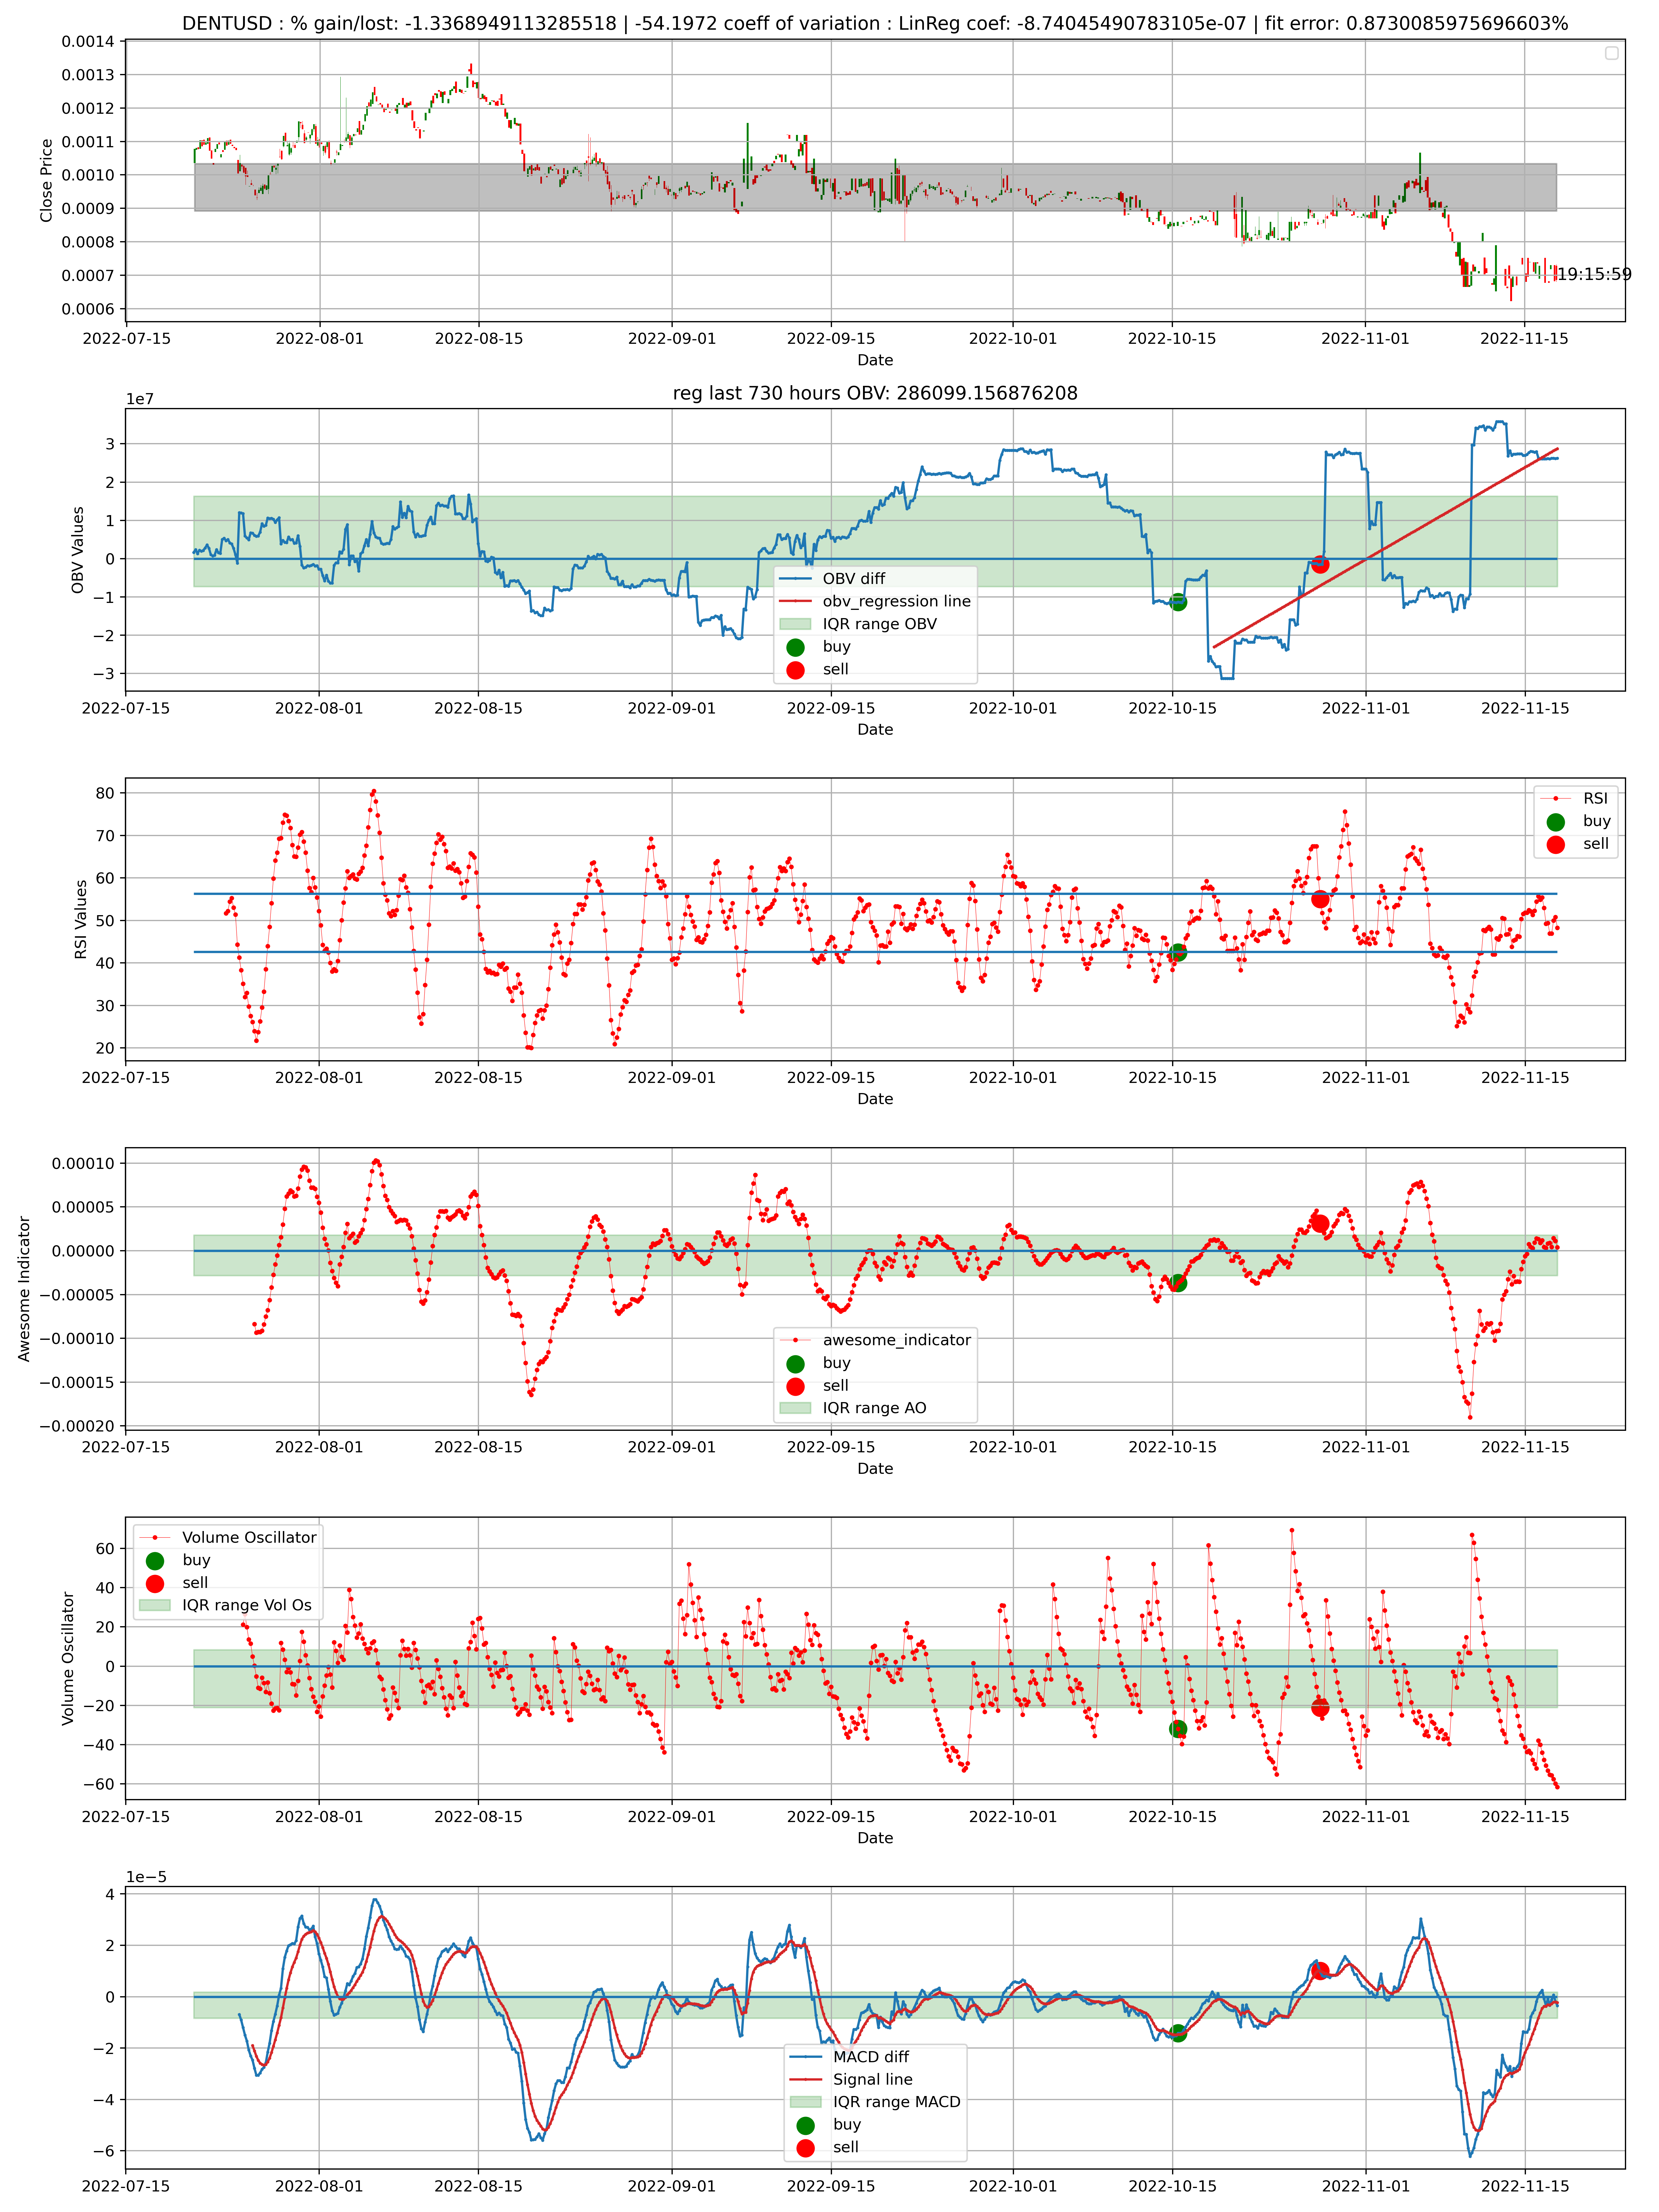 DENTUSD : % gain/lost: -1.3368949113285518 | -54.1972 coeff of variation : LinReg coef: -8.74045490783105e-07 | fit error: 0.8730085975696603%
0.0014
0.0013
0.0012
0.0011
0.0010
0.0009
0.0008
0.0007
0.0006
Close Price
19:15:59
2022-07-15 2022-08-01 2022-08-15 2022-09-01 2022-09-15 2022-10-01 2022-10-15 2022-11-01 2022-11-15
Date
reg last 730 hours OBV: 286099.156876208
1e7
3
2
1
0
−1
−2
−3
OBV Values
OBV diff
obv_regression line
IQR range OBV
buy
sell
2022-07-15 2022-08-01 2022-08-15 2022-09-01 2022-09-15 2022-10-01 2022-10-15 2022-11-01 2022-11-15
Date
80
70
60
50
40
30
20
RSI Values
RSI
buy
sell
2022-07-15 2022-08-01 2022-08-15 2022-09-01 2022-09-15 2022-10-01 2022-10-15 2022-11-01 2022-11-15
Date
0.00010
0.00005
0.00000
−0.00005
−0.00010
−0.00015
−0.00020
Awesome Indicator
awesome_indicator
buy
sell
IQR range AO
2022-07-15 2022-08-01 2022-08-15 2022-09-01 2022-09-15 2022-10-01 2022-10-15 2022-11-01 2022-11-15
Date
60
40
20
0
−20
−40
−60
Volume Oscillator
Volume Oscillator
buy
sell
IQR range Vol Os
2022-07-15 2022-08-01 2022-08-15 2022-09-01 2022-09-15 2022-10-01 2022-10-15 2022-11-01 2022-11-15
Date
1e−5
4
2
0
−2
−4
−6
MACD diff
Signal line
IQR range MACD
buy
sell
2022-07-15 2022-08-01 2022-08-15 2022-09-01 2022-09-15 2022-10-01 2022-10-15 2022-11-01 2022-11-15